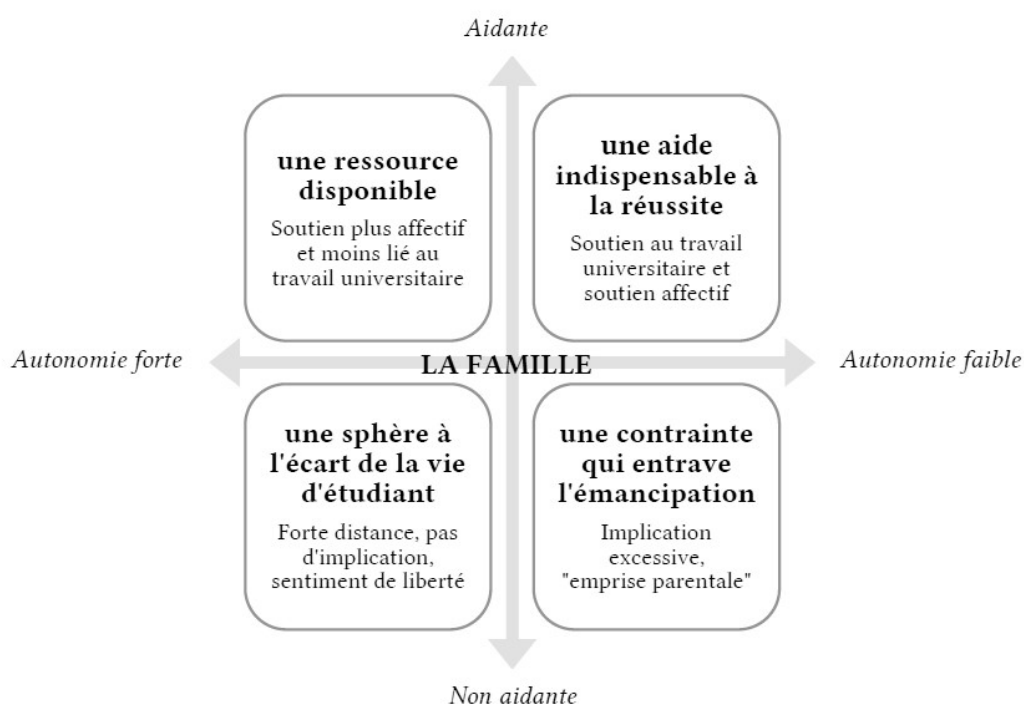 Aidante
une ressource
disponible
Soutien plus affectif
et moins lié au
travail universitaire
une aide
indispensable à
la réussite
Soutien au travail
universitaire et
soutien affectif
Autonomie forte
LA FAMILLE
Autonomie faible
une sphère à
l'écart de la vie
d'étudiant
Forte distance, pas
d'implication,
sentiment de liberté
une contrainte
qui entrave
l'émancipation
Implication
excessive,
"emprise parentale"
Non aidante